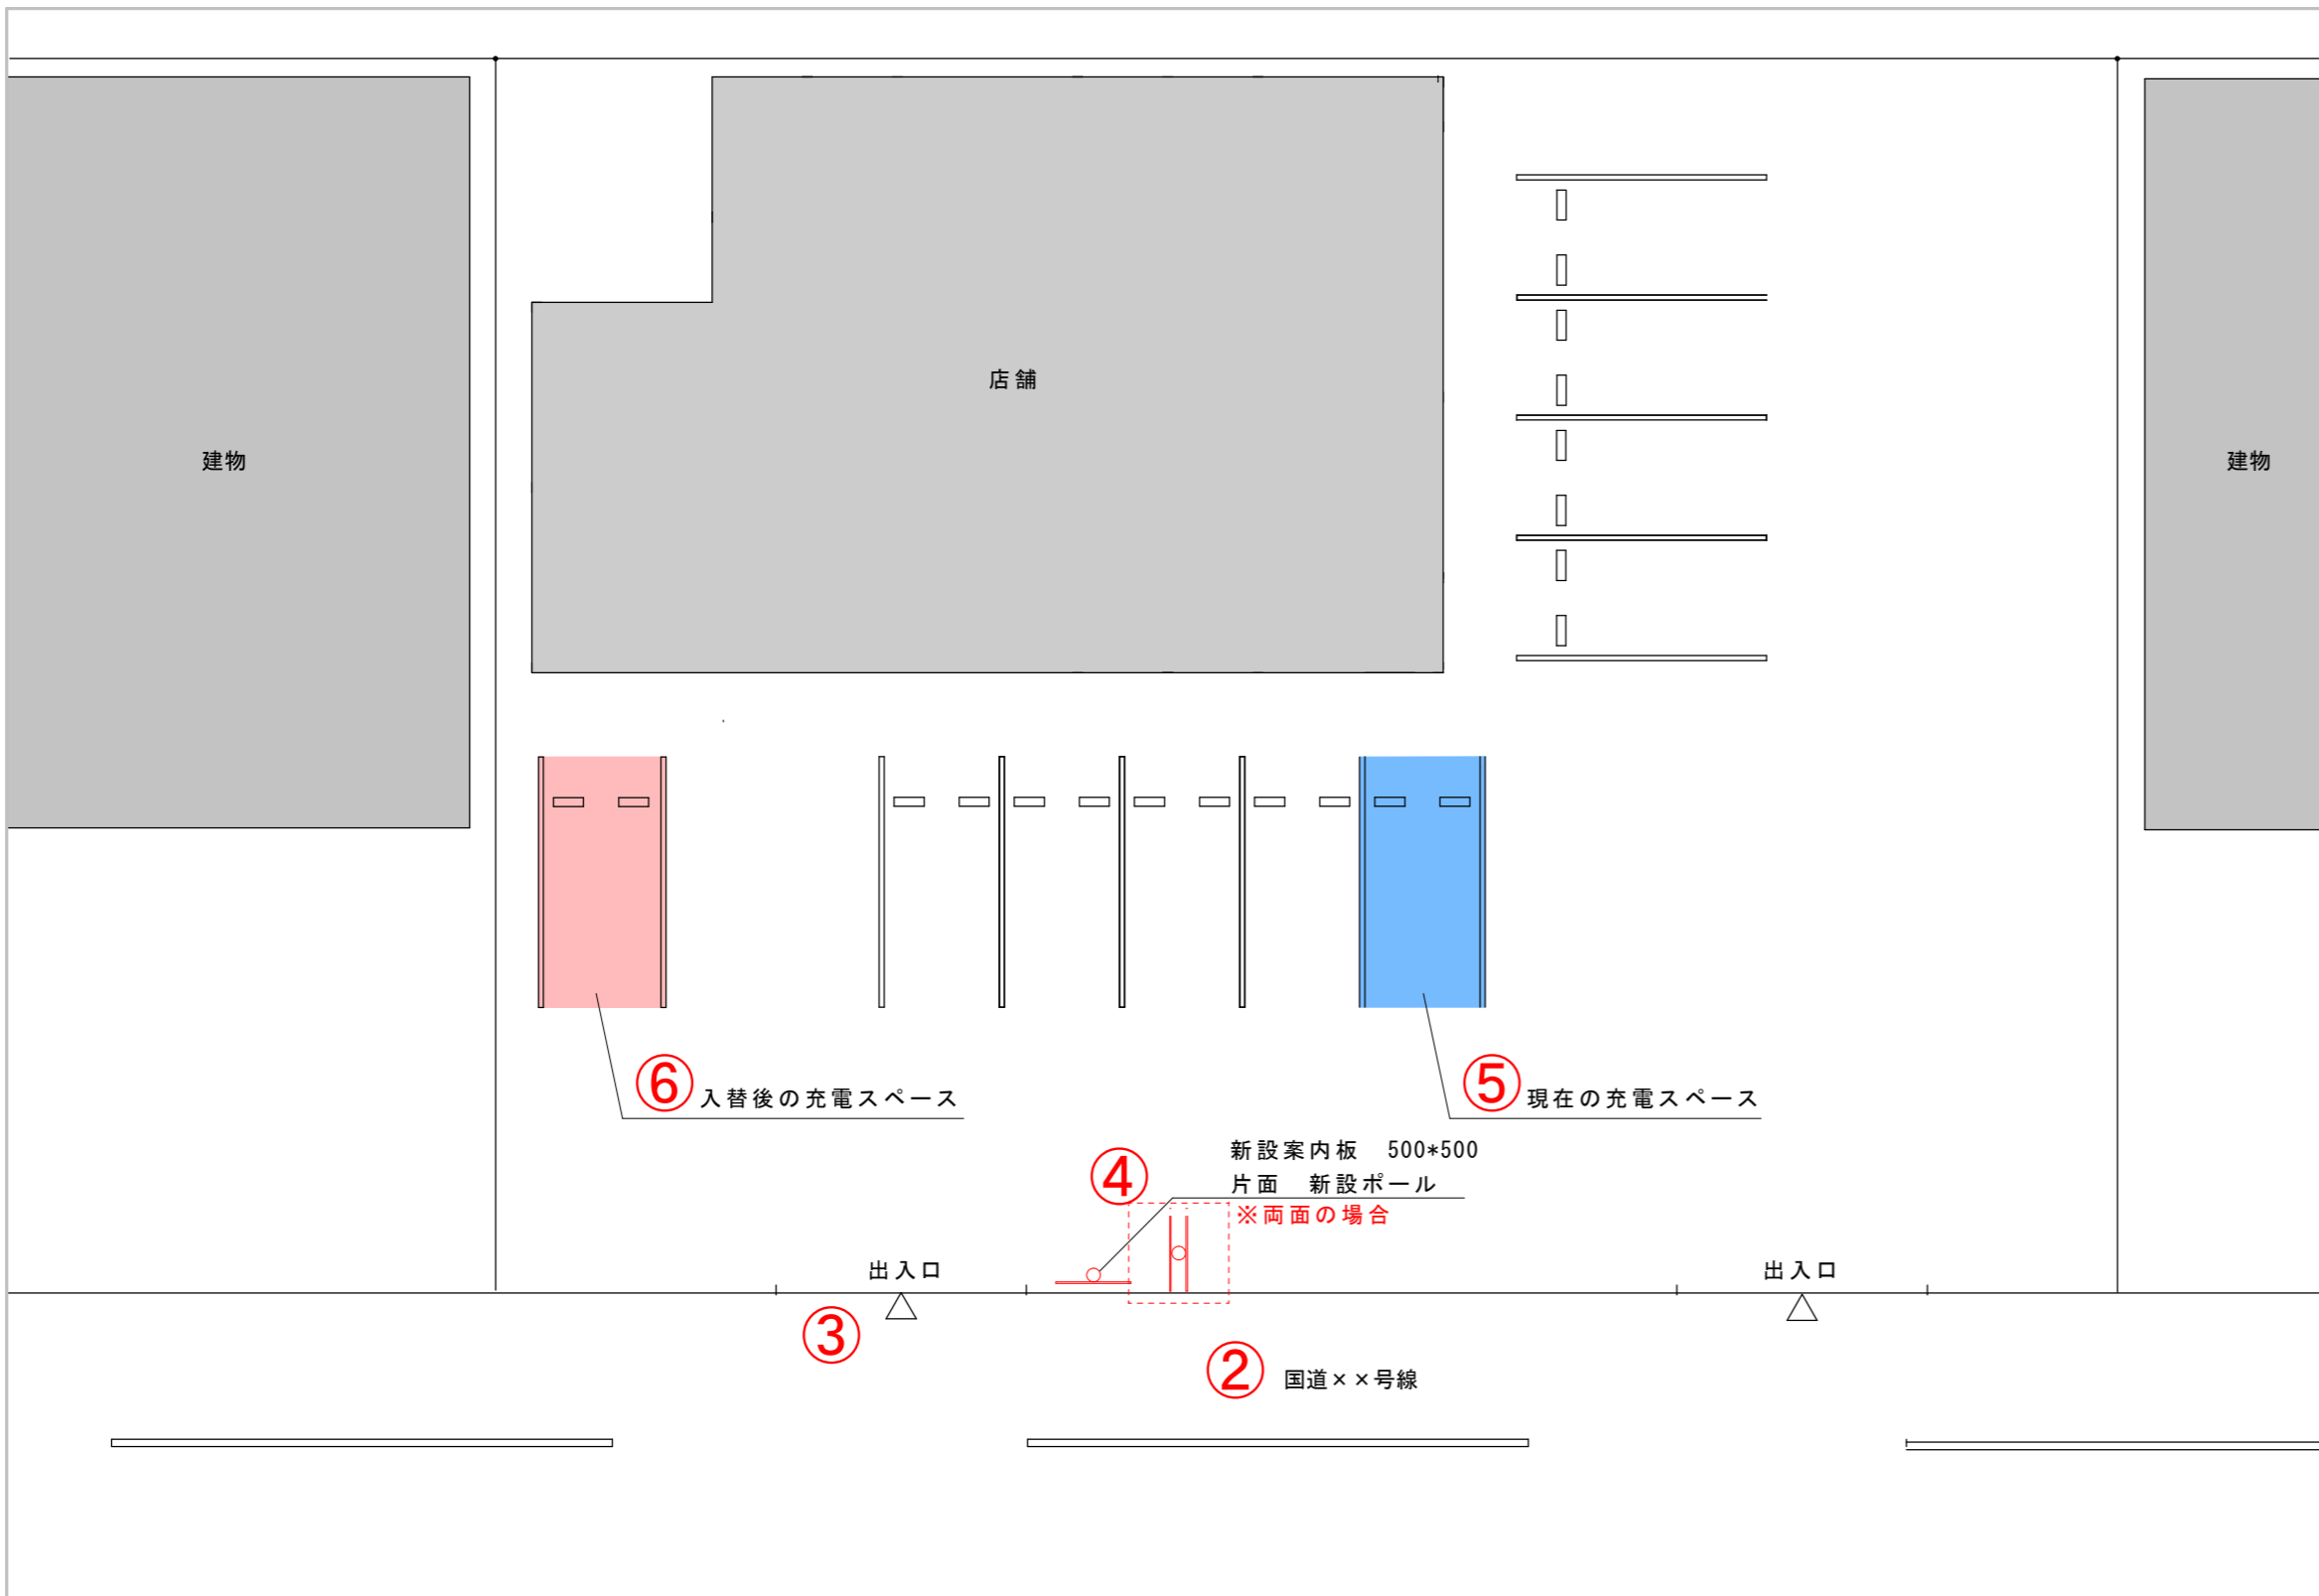 店舗
建物
建物
⑥ 入替後の充電スペース
⑤ 現在の充電スペース
④
新設案内板 500*500
片面 新設ポール
※両面の場合
出入口
出入口
③
② 国道××号線